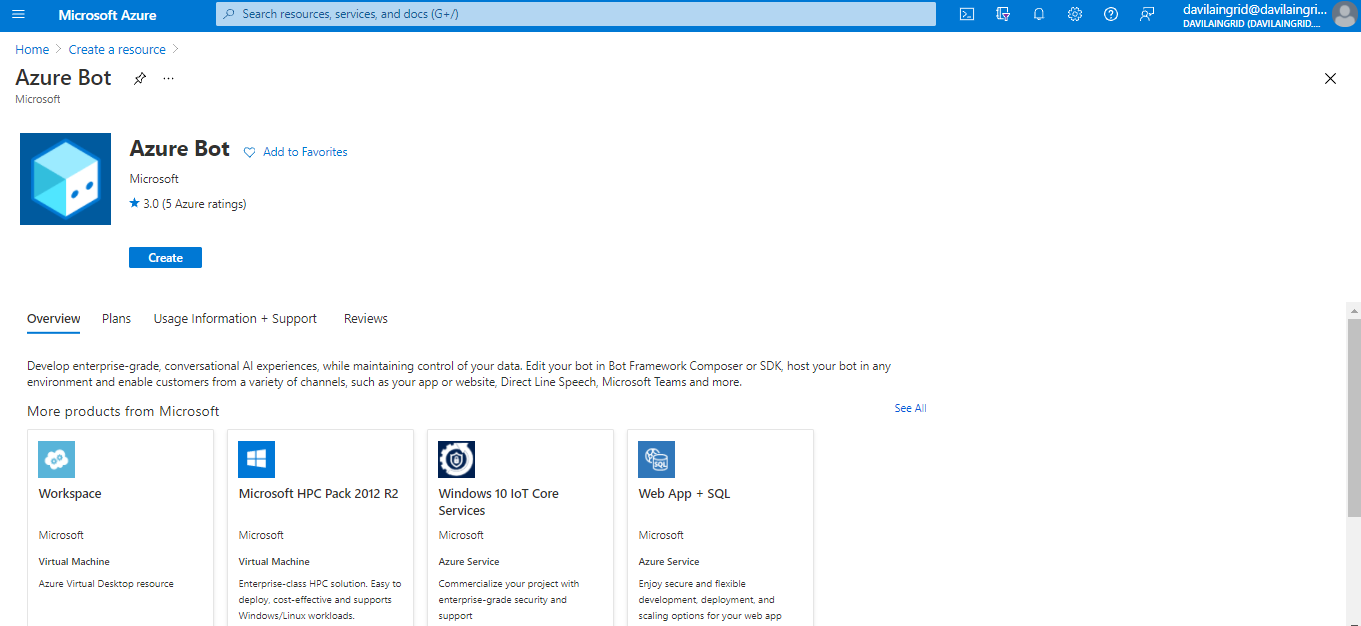 Microsoft Azure
Search resources, services, and docs (G+/)
davilaingrid@davilaingri...
DAVILAINGRID (DAVILAINGRID....
Home > Create a resource >
Azure Bot ...
Microsoft
Azure Bot
Add to Favorites
Microsoft
3.0 (5 Azure ratings)
Create
Overview Plans Usage Information + Support Reviews
Develop enterprise-grade, conversational AI experiences, while maintaining control of your data. Edit your bot in Bot Framework Composer or SDK, host your bot in any
environment and enable customers from a variety of channels, such as your app or website, Direct Line Speech, Microsoft Teams and more.
More products from Microsoft
See All
Workspace
Microsoft
Virtual Machine
Azure Virtual Desktop resource
Microsoft HPC Pack 2012 R2
Microsoft
Virtual Machine
Enterprise-class HPC solution. Easy to
deploy, cost-effective and supports
Windows/Linux workloads.
Windows 10 IoT Core
Services
Microsoft
Azure Service
Commercialize your project with
enterprise-grade security and
support
SQL
Web App + SQL
Microsoft
Azure Service
Enjoy secure and flexible
development, deployment, and
scaling options for your web app